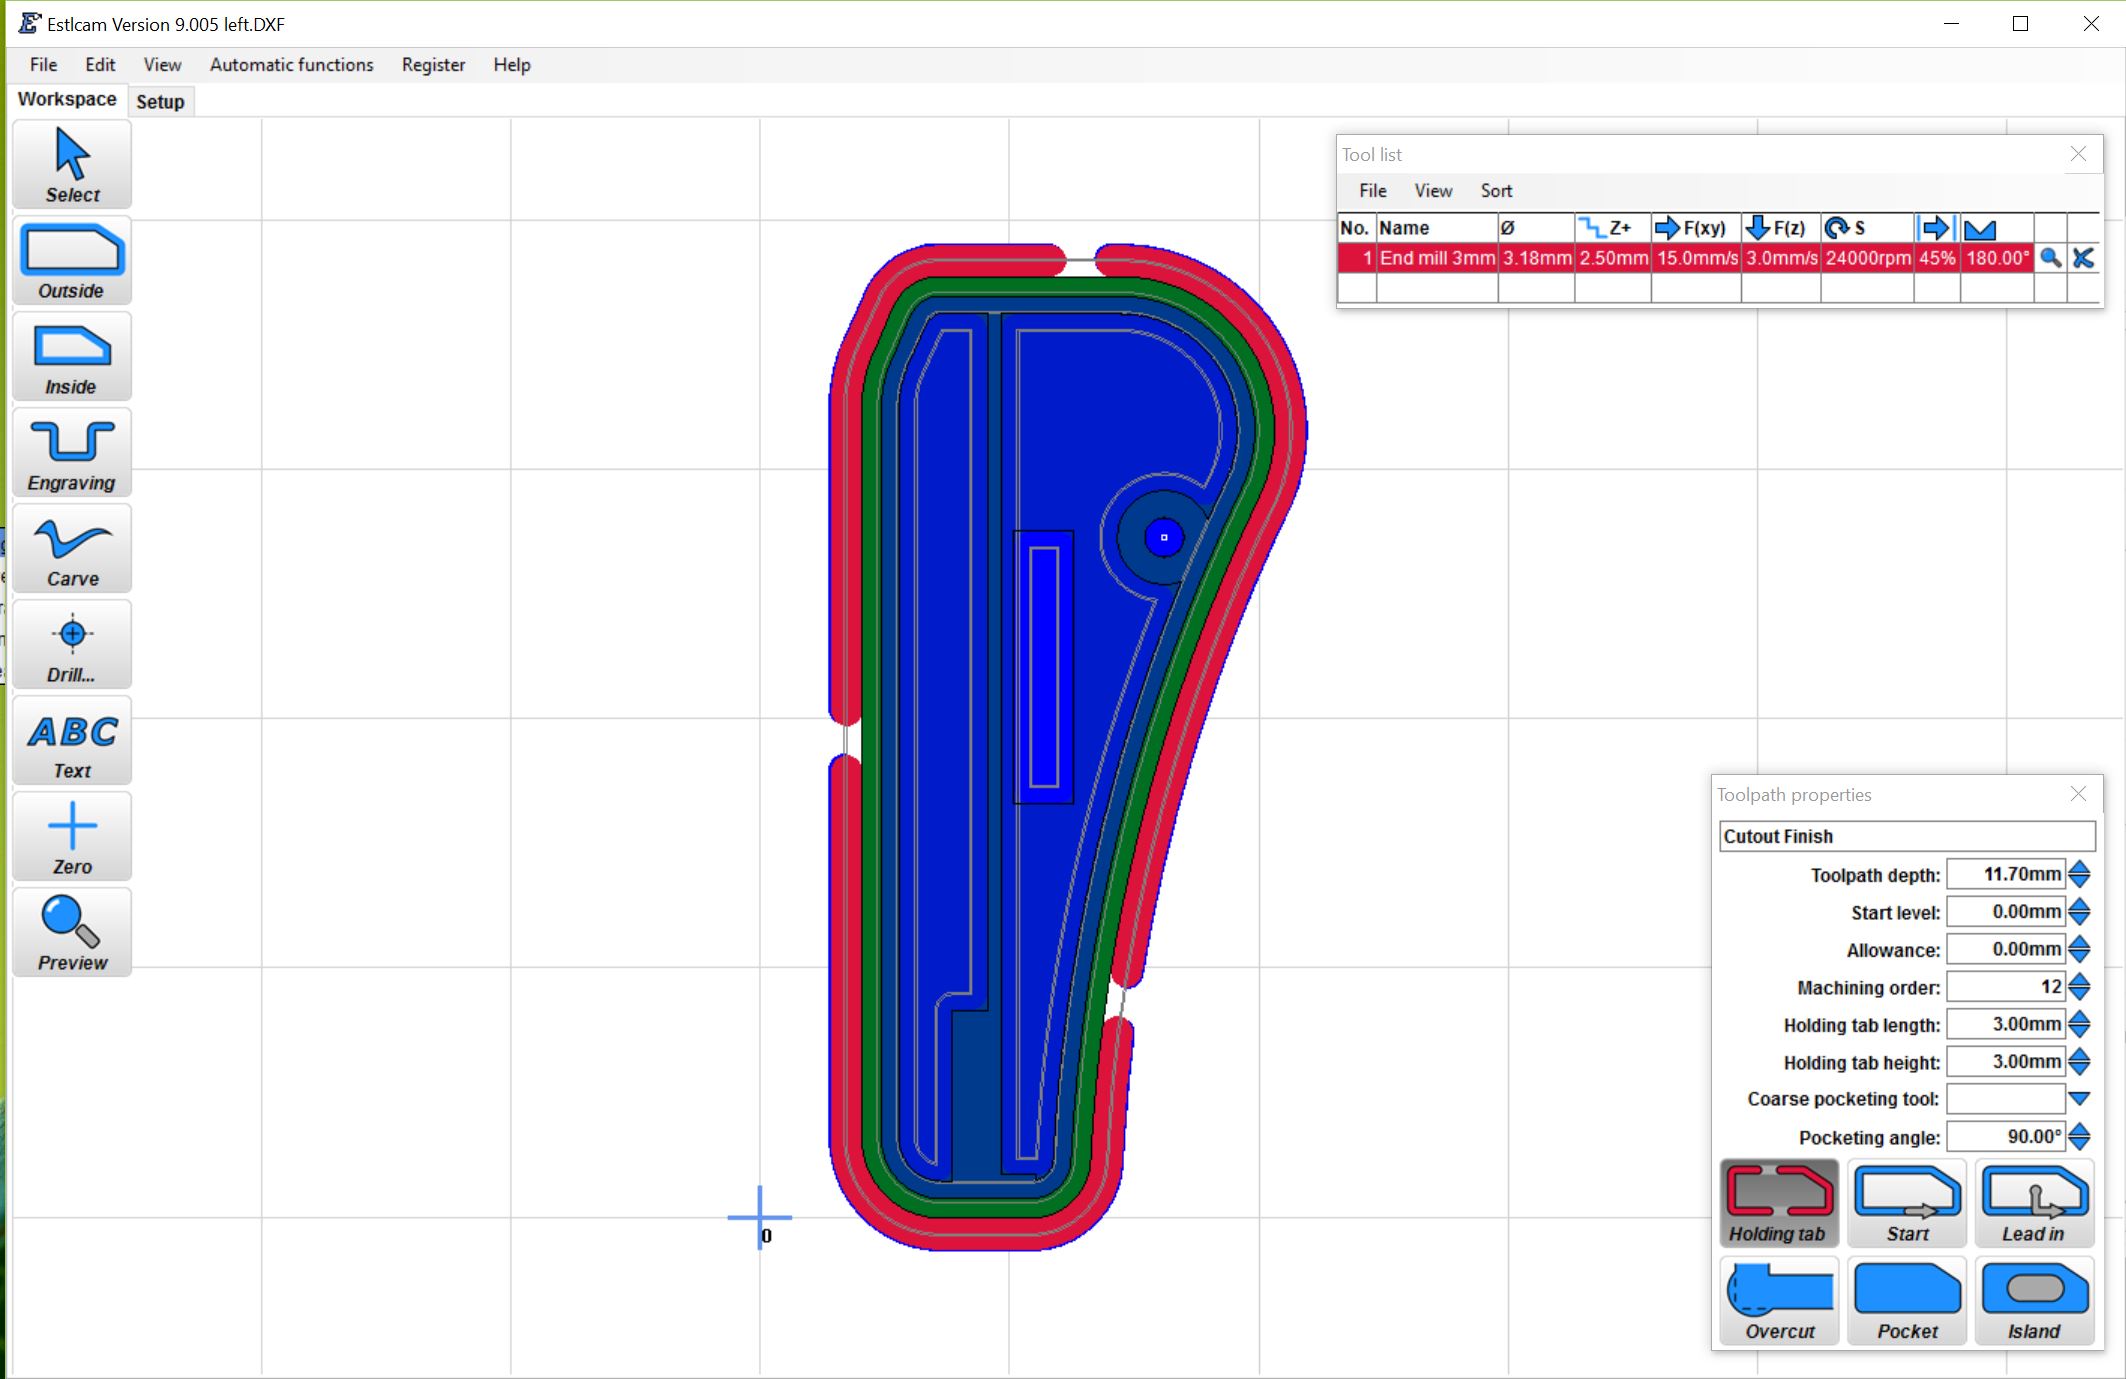 Estlcam Version 9.005 left.DXF
File Edit View Automatic functions Register Help
Workspace Setup
Select
Outside
Inside
Engraving
Carve
Drill...
ABC
Text
Zero
Preview
0
Tool list
File View Sort
No. Name Ø Z+ F(xy) F(z) S
1 End mill 3mm 3.18mm 2.50mm 15.0mm/s 3.0mm/s 24000rpm 45% 180.00°
Toolpath properties
Cutout Finish
Toolpath depth: 11.70mm
Start level: 0.00mm
Allowance: 0.00mm
Machining order: 12
Holding tab length: 3.00mm
Holding tab height: 3.00mm
Coarse pocketing tool:
Pocketing angle: 90.00°
Holding tab Start Lead in
Overcut Pocket Island